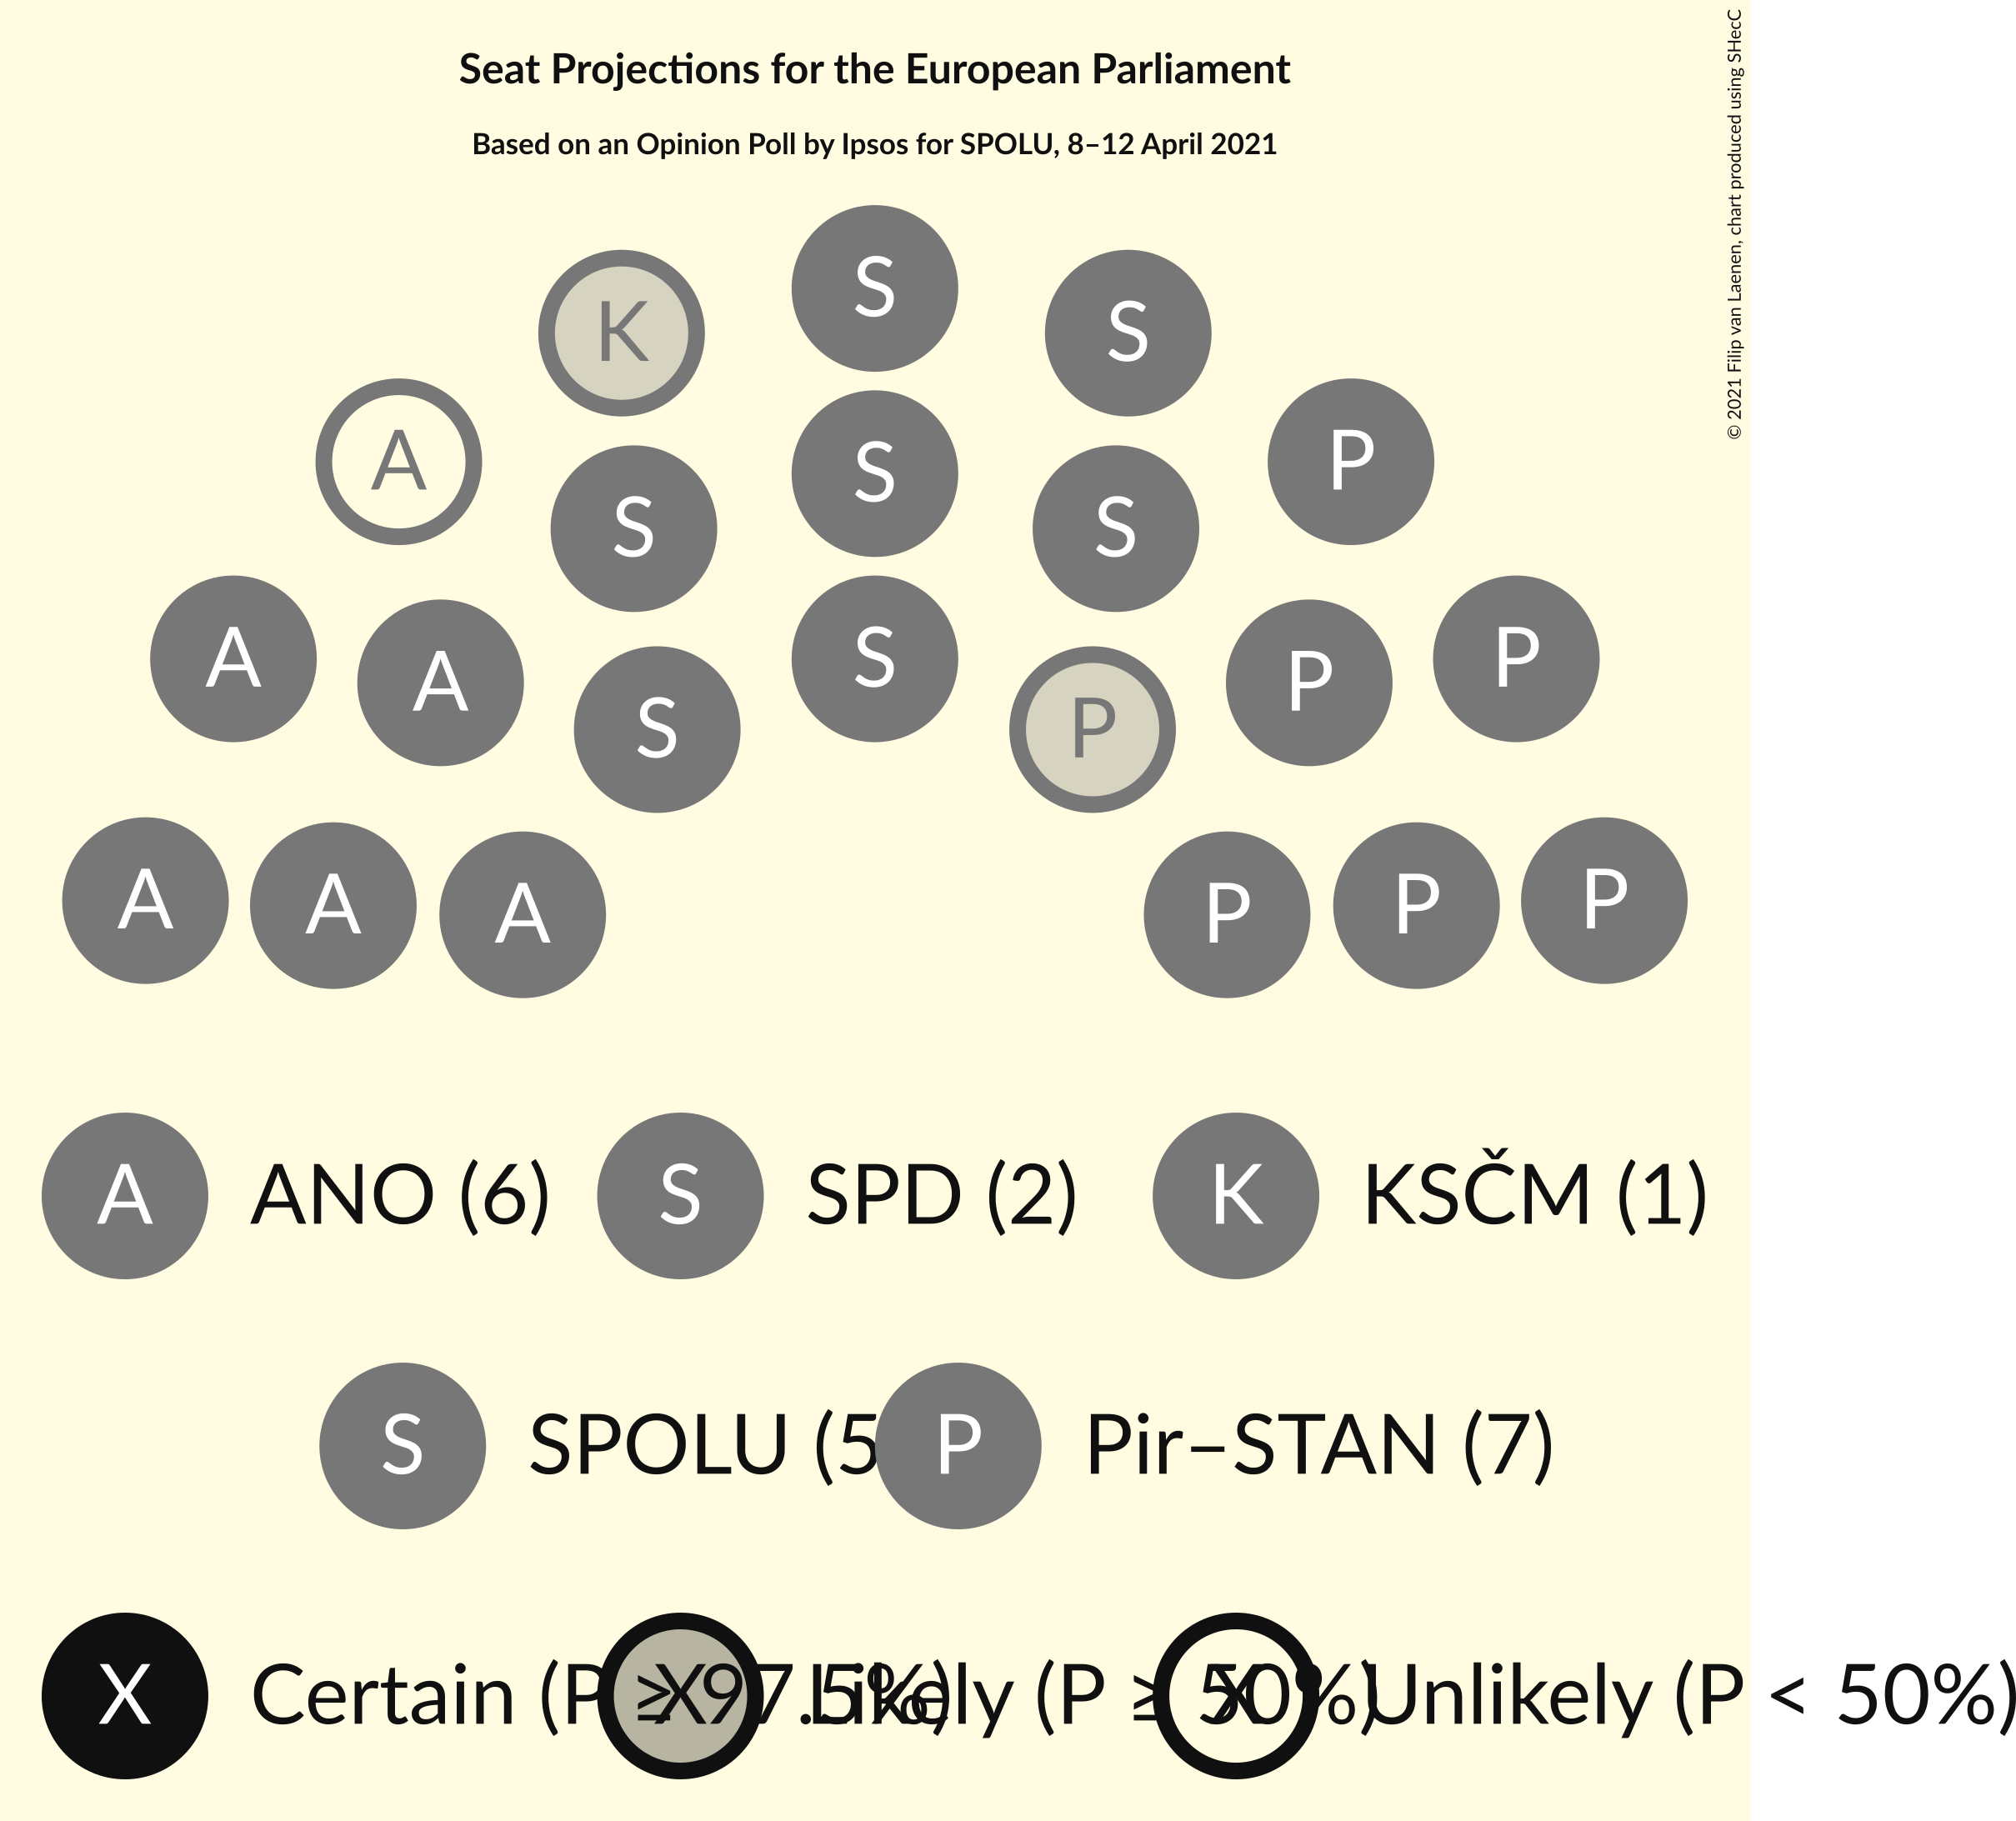 Seat Projections for the European Parliament
Based on an Opinion Poll by Ipsos for SPOLU, 8–12 April 2021
© 2021 Filip van Laenen, chart produced using SHecC
S
K S S
A S S S P
A A S S P P P
A A A P P P
A ANO (6) S SPD (2) K KSČM (1)
S SPOLU (5 P Pir–STAN (7)
X Certain (P ≥ 97.5%) X Likely (P ≥ 50%) X Unlikely (P < 50%)